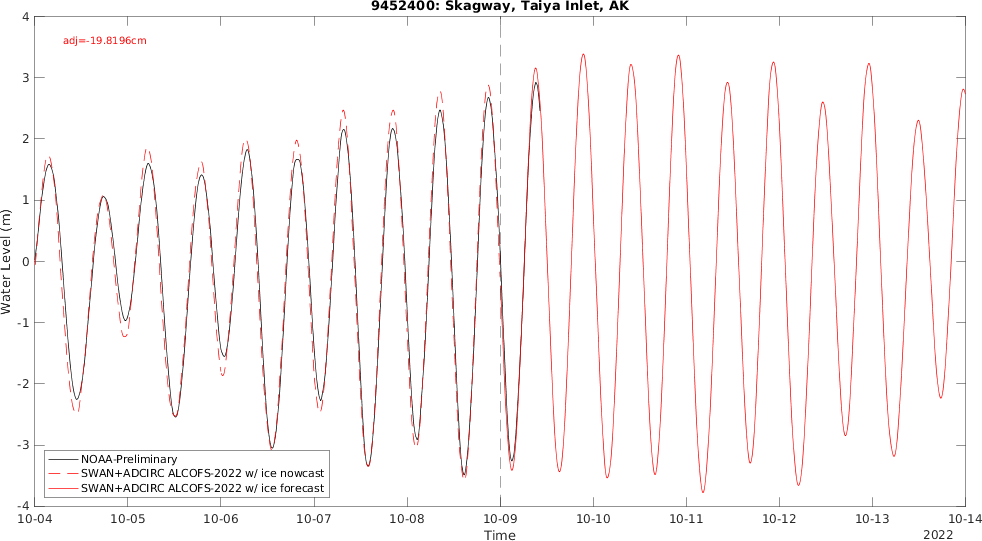 9452400: Skagway, Taiya Inlet, AK
4
adj=-19.8196cm
3
2
1
0
-1
-2
-3
-4
Water Level (m)
NOAA-Preliminary
SWAN+ADCIRC ALCOFS-2022 w/ ice nowcast
SWAN+ADCIRC ALCOFS-2022 w/ ice forecast
10-04 10-05 10-06 10-07 10-08 10-09 10-10 10-11 10-12 10-13 10-14
Time
2022